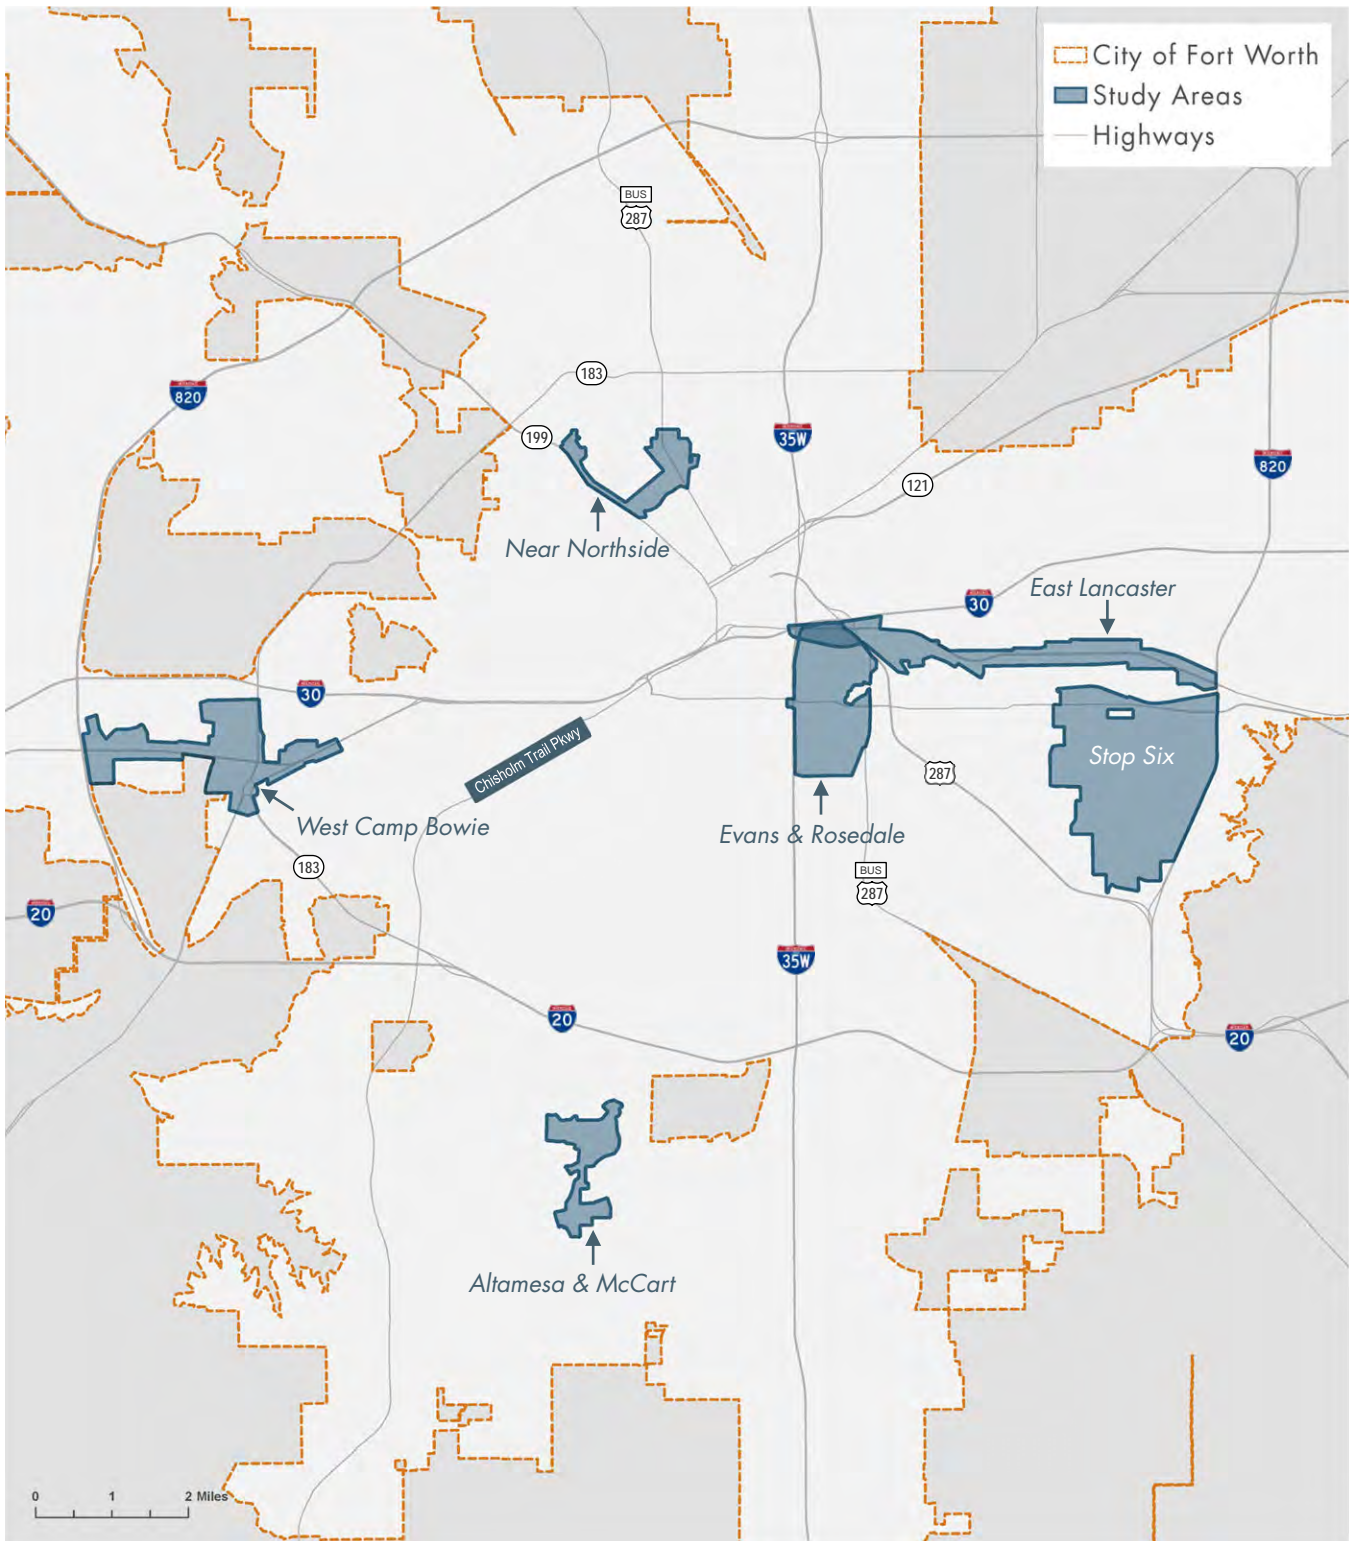 City of Fort Worth
Study Areas
Highways
BUS
287
183
820
199
35W
820
121
Near Northside
East Lancaster
30
30
Chisholm Trail Pkwy
Stop Six
287
West Camp Bowie
Evans & Rosedale
183
BUS
287
20
35W
20
20
Altamesa & McCart
0 1 2 Miles